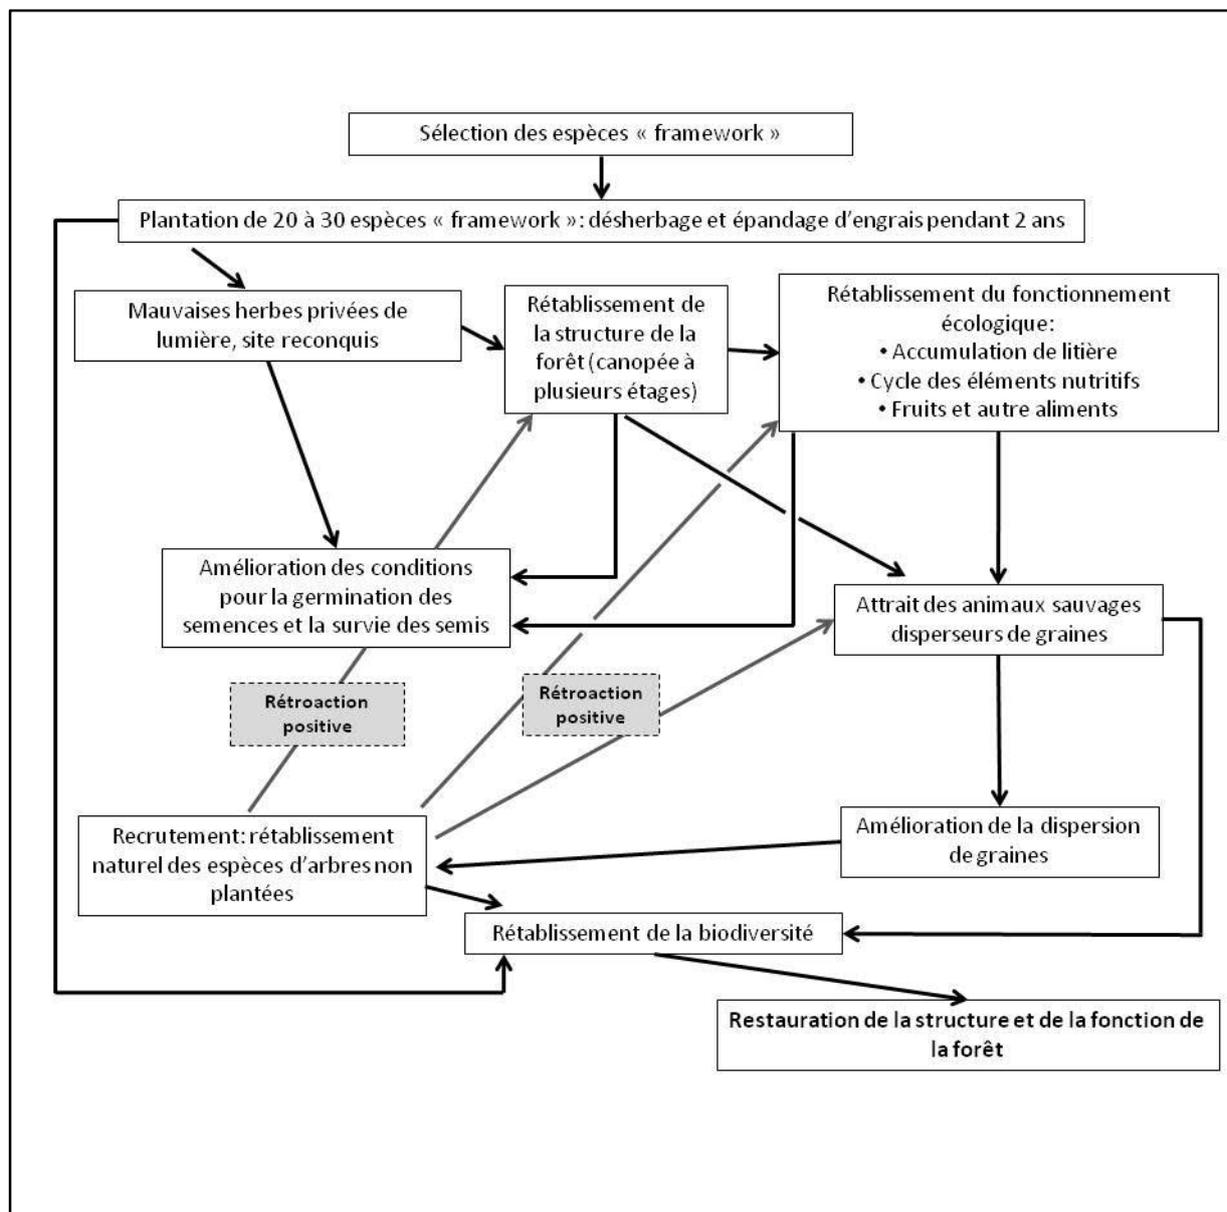 Sélection des espèces « framework »
Plantation de 20 à 30 espèces « framework »: désherbage et épandage d'engrais pendant 2 ans
Mauvaises herbes privées de
lumière, site reconquis
Rétablissement de
la structure de la
forêt (canopée à
plusieurs étages)
Rétablissement du fonctionnement
écologique:
• Accumulation de litière
• Cycle des éléments nutritifs
• Fruits et autre aliments
Amélioration des conditions
pour la germination des
semences et la survie des semis
Attrait des animaux sauvages
disperseurs de graines
Rétroaction
positive
Rétroaction
positive
Recrutement: rétablissement
naturel des espèces d'arbres non
plantées
Amélioration de la dispersion
de graines
Rétablissement de la biodiversité
Restauration de la structure et de la fonction de
la forêt